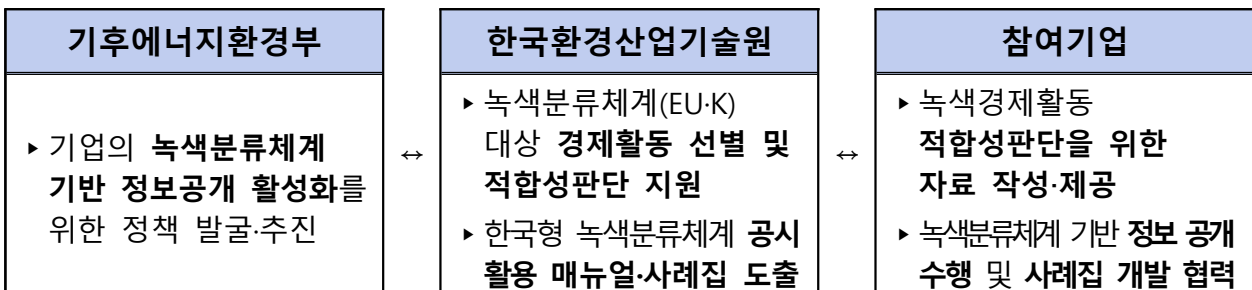 기후에너지환경부
▸ 기업의 녹색분류체계
기반 정보공개 활성화를
위한 정책 발굴·추진
↔
한국환경산업기술원
▸ 녹색분류체계(EU·K)
대상 경제활동 선별 및
적합성판단 지원
▸ 한국형 녹색분류체계 공시
활용 매뉴얼·사례집 도출
↔
참여기업
▸ 녹색경제활동
적합성판단을 위한
자료 작성·제공
▸ 녹색분류체계 기반 정보 공개
수행 및 사례집 개발 협력